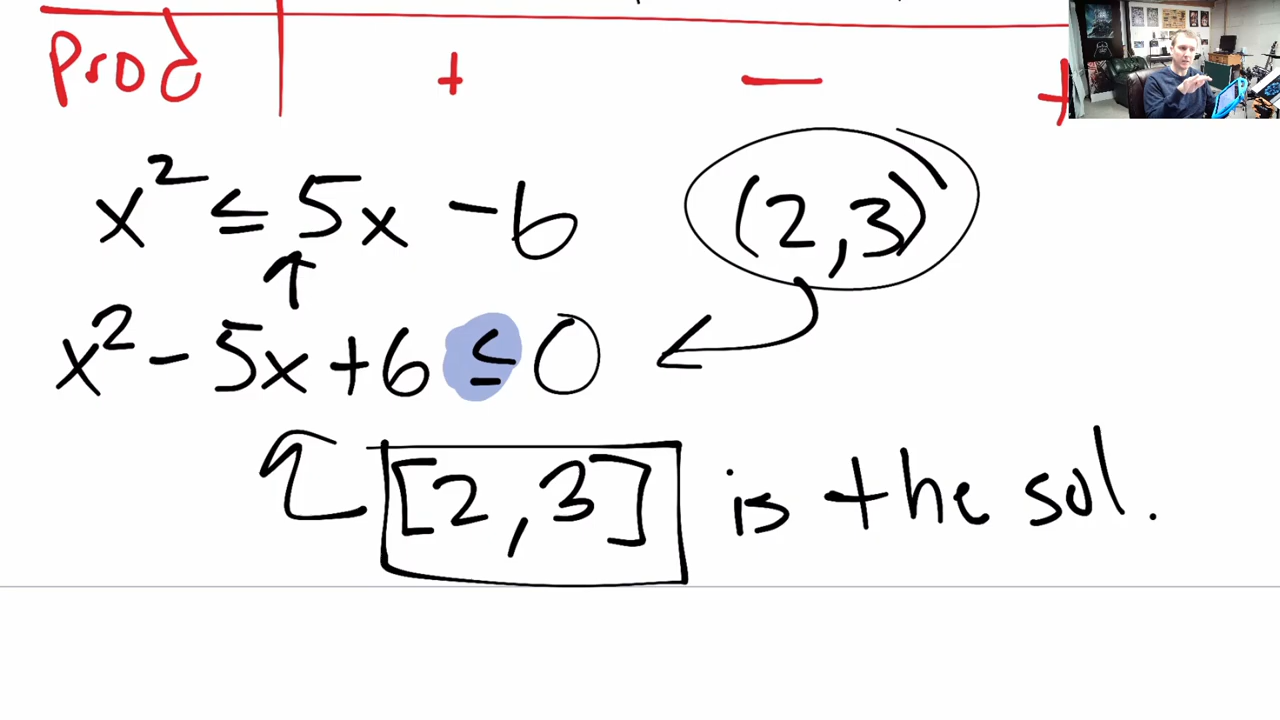 Prod + − +
x² ≤ 5x − 6 (2,3)
↑
x² − 5x + 6 ≤ 0 ←
[2,3] is the sol.